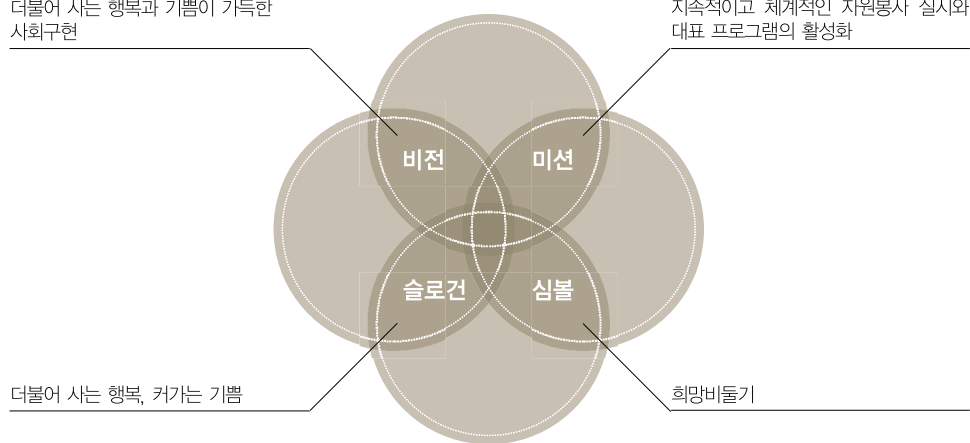 더불어 사는 행복과 기쁨이 가득한
사회구현
지속적이고 체계적인 자원봉사 실시와
대표 프로그램의 활성화
비전
미션
슬로건
심볼
더불어 사는 행복, 커가는 기쁨
희망비둘기